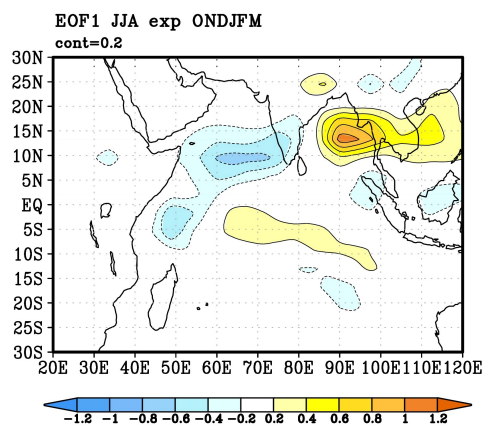 EOF1 JJA exp ONDJFM
cont=0.2
30N
25N
20N
15N
10N
5N
EQ
5S
10S
15S
20S
25S
30S
20E 30E 40E 50E 60E 70E 80E 90E 100E 110E 120E
-1.2 -1 -0.8 -0.6 -0.4 -0.2 0.2 0.4 0.6 0.8 1 1.2